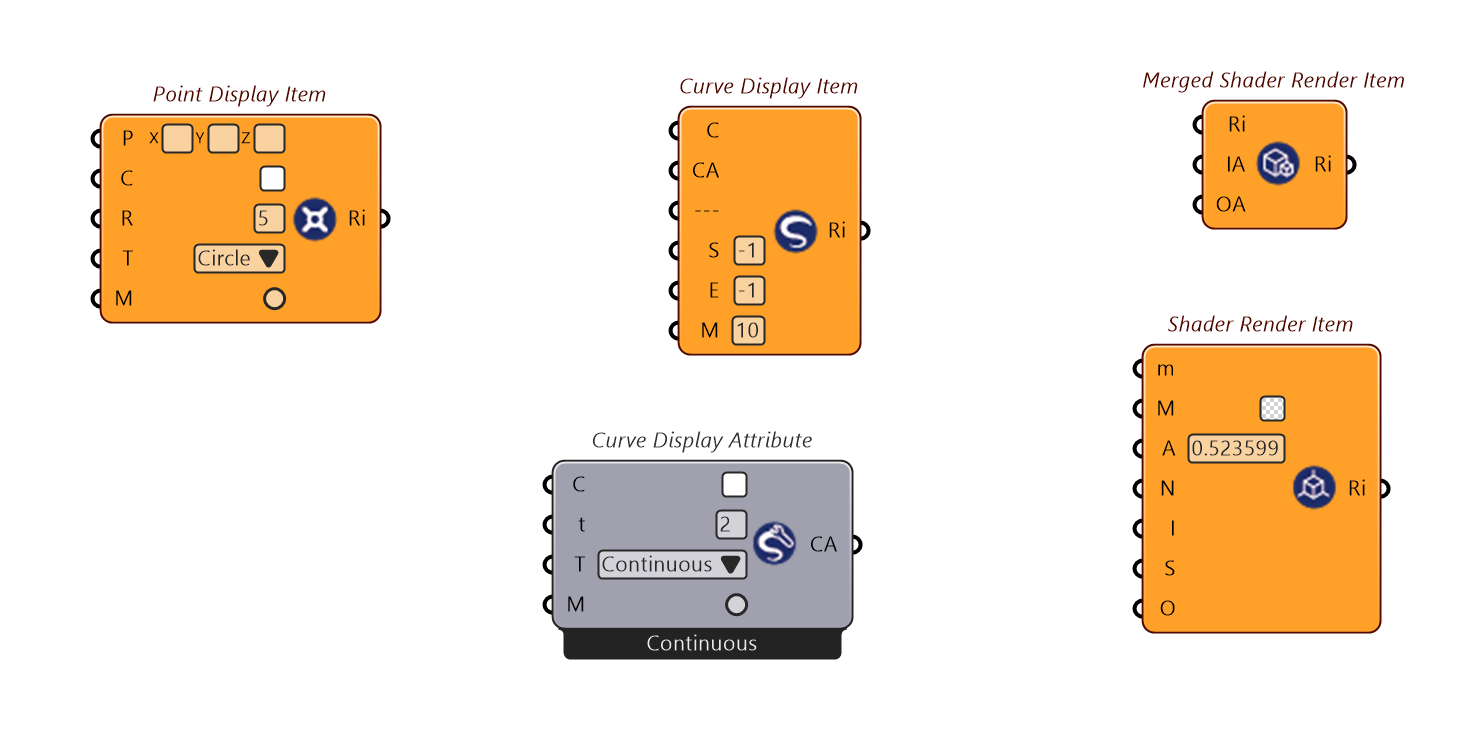 Point Display Item
P X Y Z
C
R 5
T Circle
M
Ri
Curve Display Item
C
CA
---
S -1
E -1
M 10
Ri
Merged Shader Render Item
Ri
IA
OA
Ri
Curve Display Attribute
C
t 2
T Continuous
M
CA
Continuous
Shader Render Item
m
M
A 0.523599
N
I
S
O
Ri